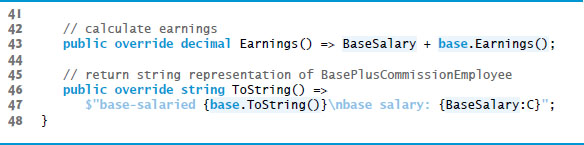 41
42 // calculate earnings
43 public override decimal Earnings() => BaseSalary + base.Earnings();
44
45 // return string representation of BasePlusCommissionEmployee
46 public override string ToString() =>
47 $"base-salaried {base.ToString()}\nbase salary: {BaseSalary:C}";
48 }